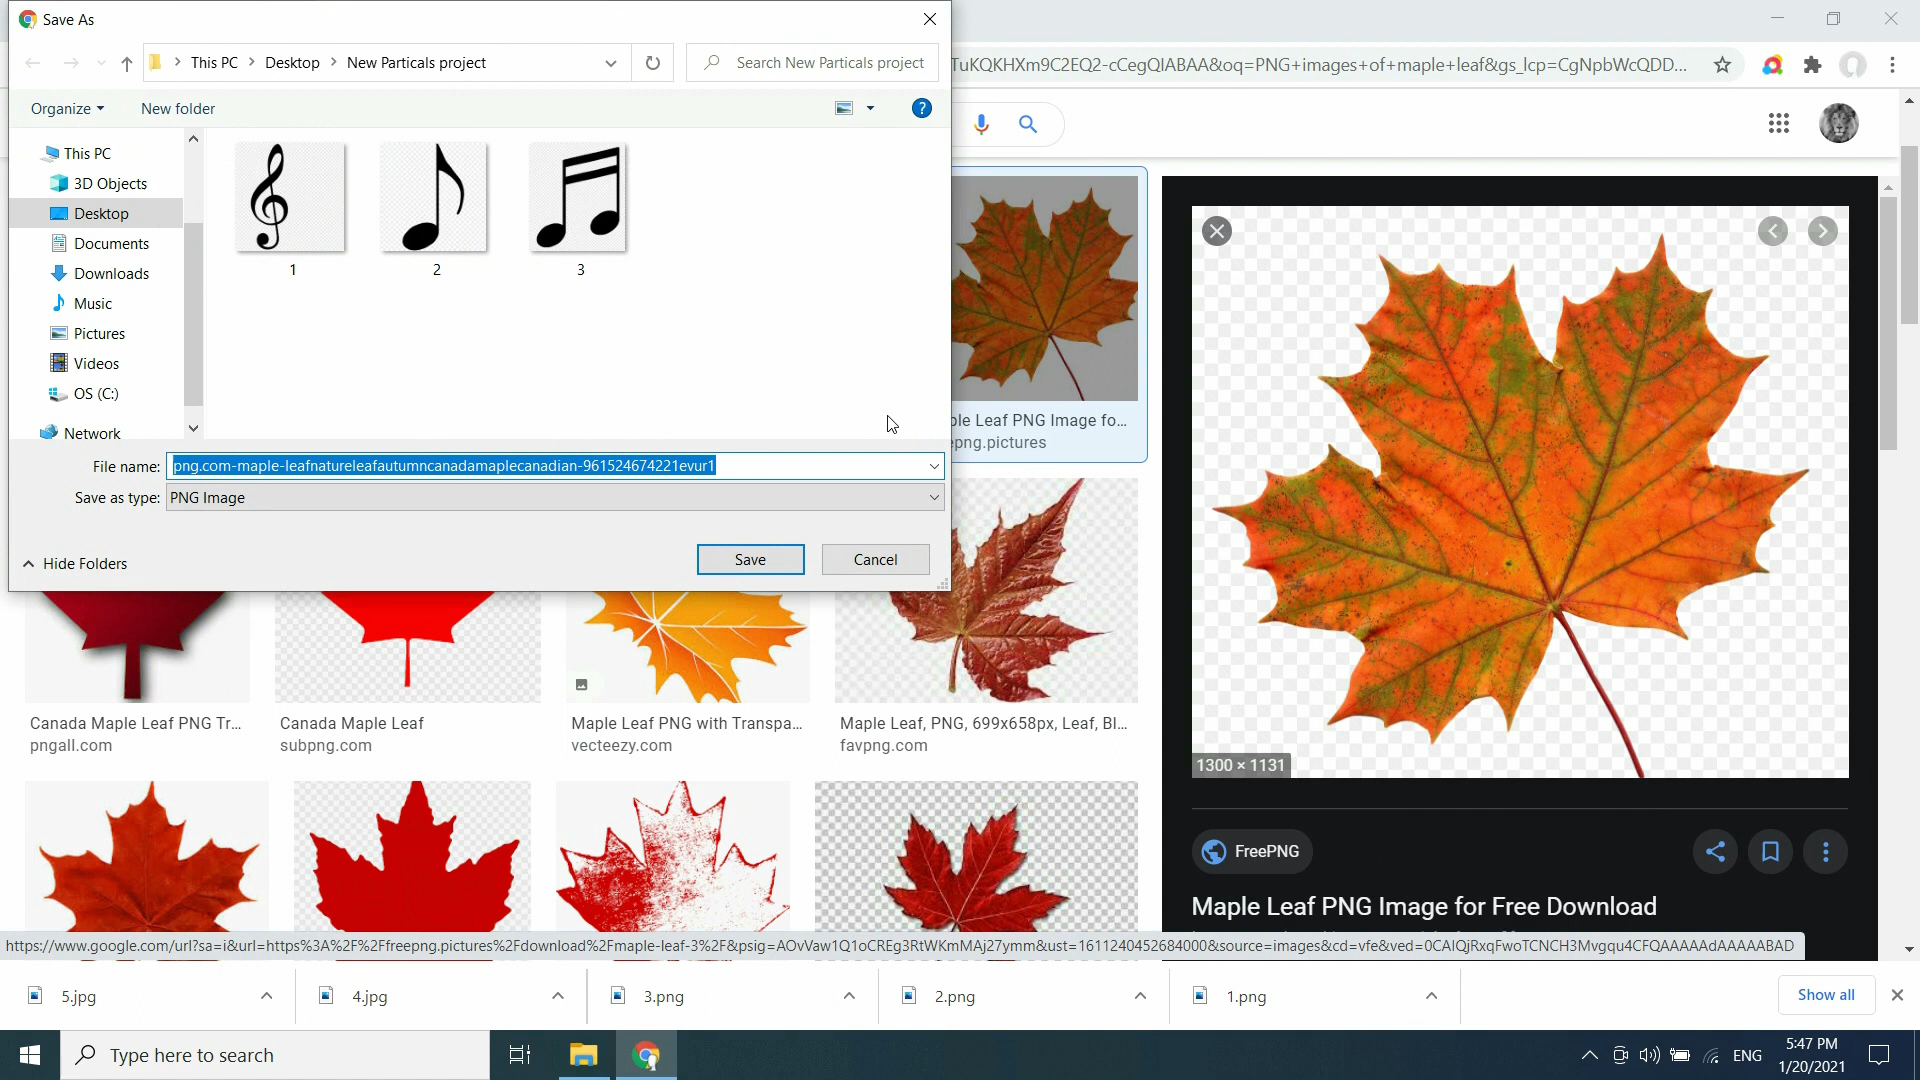 Save As
This PC
Desktop
New Particals project
Search New Particals project
TuKQKHXm9C2EQ2-cCegQIABAA&oq=PNG+images+of+maple+leaf&gs_lcp=CgNpbWcQDD...
Organize
New folder
?
This PC
3D Objects
Desktop
Documents
Downloads
Music
Pictures
Videos
OS (C:)
Network
1
2
3
File name:
png.com-maple-leafnatureleafautumncanadamaplecanadian-961524674221evur1
Save as type:
PNG Image
Hide Folders
Save
Cancel
ple Leaf PNG Image fo...
epng.pictures
Canada Maple Leaf PNG Tr...
pngall.com
Canada Maple Leaf
subpng.com
Maple Leaf PNG with Transpa...
vecteezy.com
Maple Leaf, PNG, 699x658px, Leaf, Bl...
favpng.com
1300 × 1131
FreePNG
Maple Leaf PNG Image for Free Download
https://www.google.com/url?sa=i&url=https%3A%2F%2Ffreepng.pictures%2Fdownload%2Fmaple-leaf-3%2F&psig=AOvVaw1Q1oCREg3RtWKmMAj27ymm&ust=1611240452684000&source=images&cd=vfe&ved=0CAIQjRxqFwoTCNCH3Mvgqu4CFQAAAAAdAAAAABAD
5.jpg
4.jpg
3.png
2.png
1.png
Show all
Type here to search
ENG
5:47 PM
1/20/2021